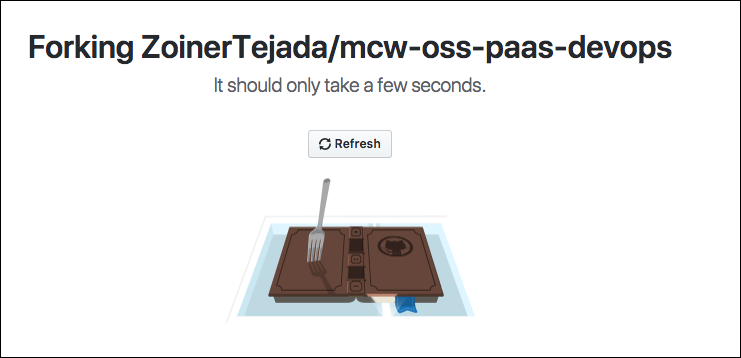 Forking ZoinerTejada/mcw-oss-paas-devops
It should only take a few seconds.
Refresh